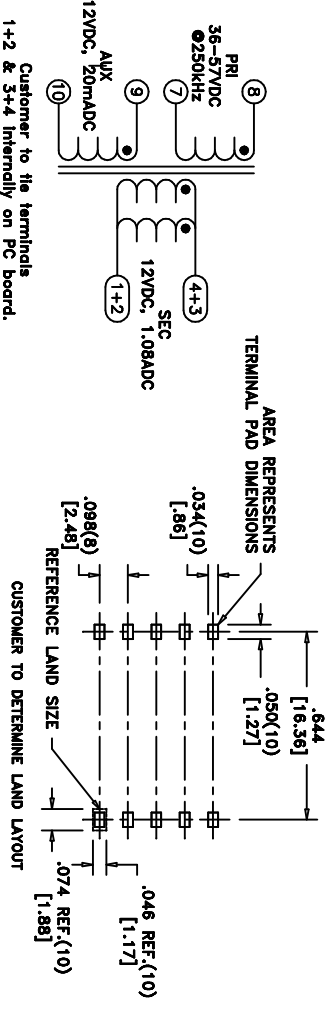 PRI
36-57VDC
@250kHz
8
7
AUX
12VDC, 20mADC
9
10
4+3
1+2
SEC
12VDC, 1.08ADC
Customer to tie terminals
1+2 & 3+4 internally on PC board.
AREA REPRESENTS
TERMINAL PAD DIMENSIONS
.034(10)
[.86]
.098(8)
[2.48]
REFERENCE LAND SIZE
CUSTOMER TO DETERMINE LAND LAYOUT
.644
[16.36]
.050(10)
[1.27]
.046 REF.(10)
[1.17]
.074 REF.(10)
[1.88]